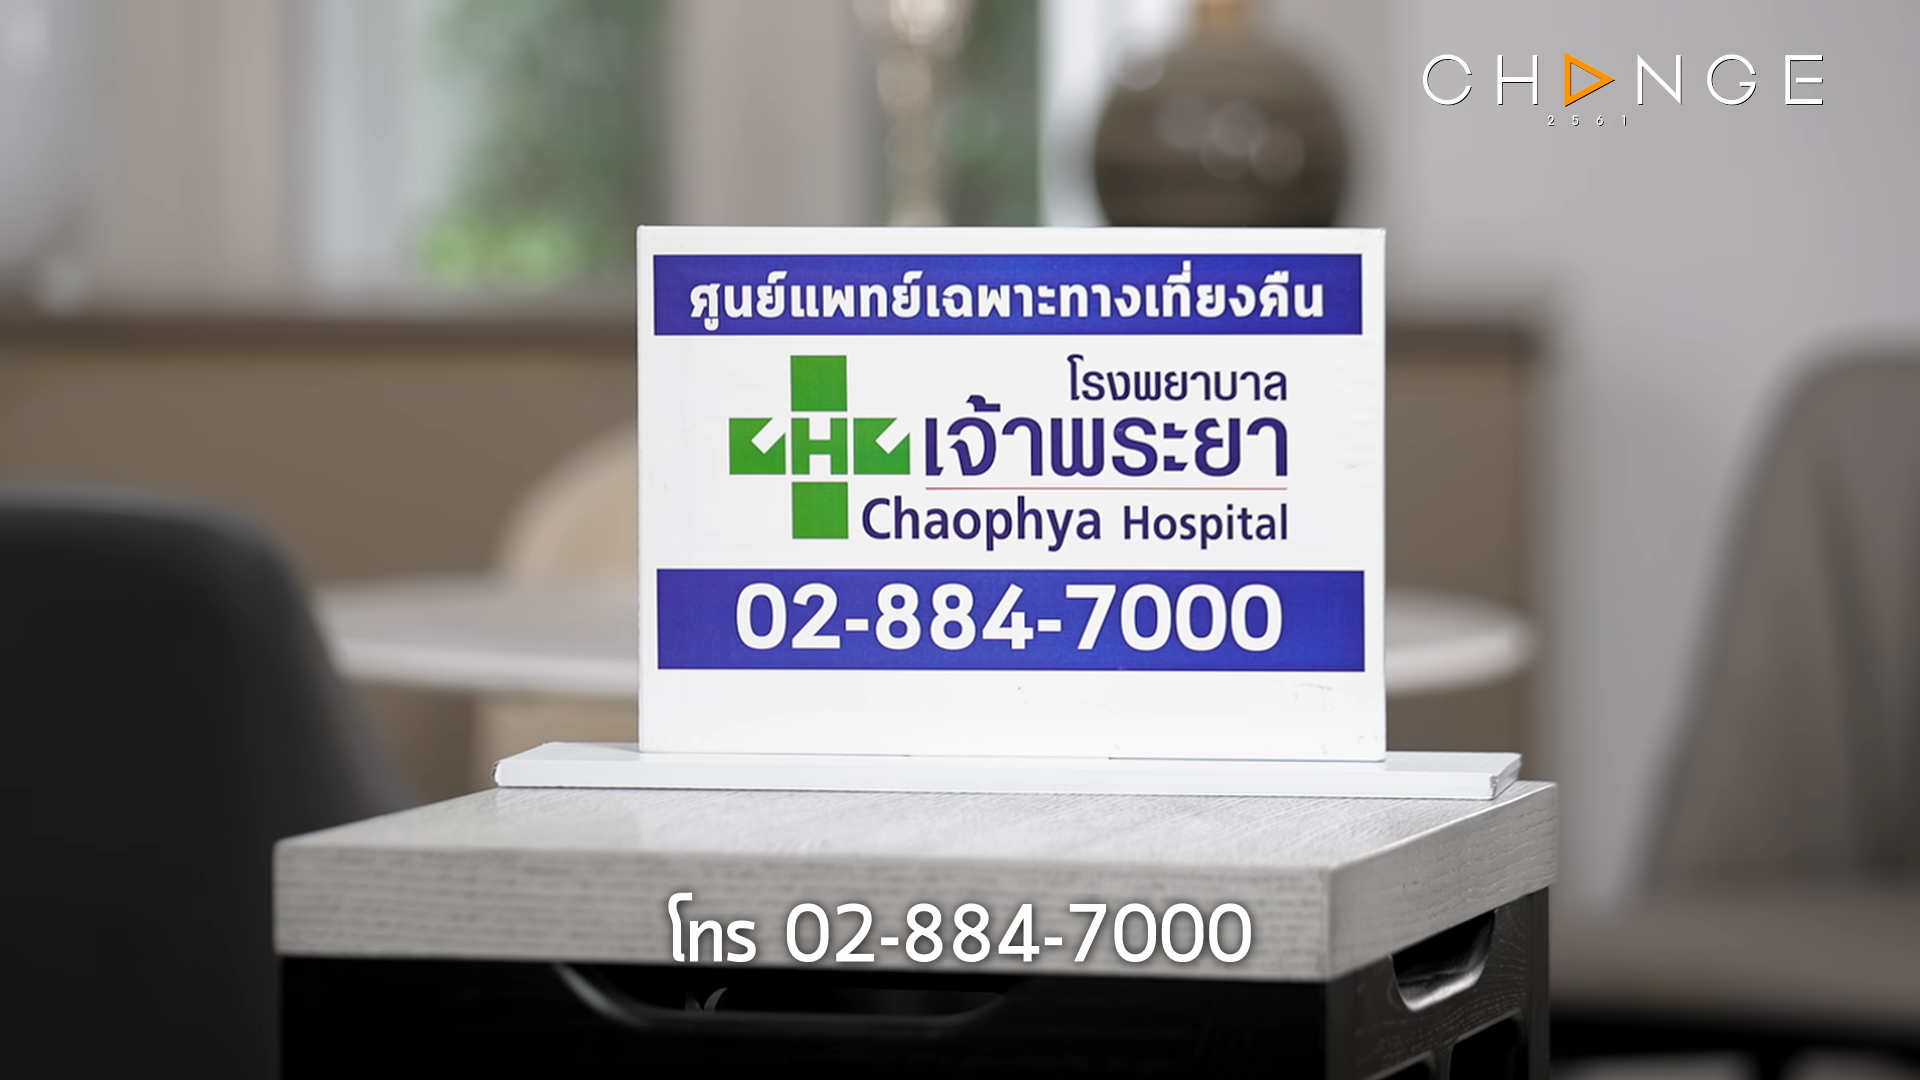 CHANGE
2561
ศูนย์แพทย์เฉพาะทางเที่ยงคืน
โรงพยาบาล
CHC เจ้าพระยา
Chaophya Hospital
02-884-7000
โทร 02-884-7000